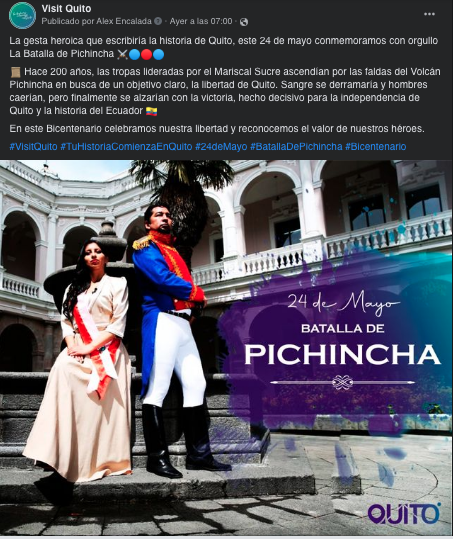 Visit Quito
Publicado por Alex Encalada · Ayer a las 07:00 ·
La gesta heroica que escribiría la historia de Quito, este 24 de mayo conmemoramos con orgullo
La Batalla de Pichincha ⚔️🔵🔴🔵
📜 Hace 200 años, las tropas lideradas por el Mariscal Sucre ascendían por las faldas del Volcán
Pichincha en busca de un objetivo claro, la libertad de Quito. Sangre se derramaría y hombres
caerían, pero finalmente se alzarían con la victoria, hecho decisivo para la independencia de
Quito y la historia del Ecuador 🇪🇨
En este Bicentenario celebramos nuestra libertad y reconocemos el valor de nuestros héroes.
#VisitQuito #TuHistoriaComienzaEnQuito #24deMayo #BatallaDePichincha #Bicentenario
24 de Mayo
BATALLA DE
PICHINCHA
QUITO